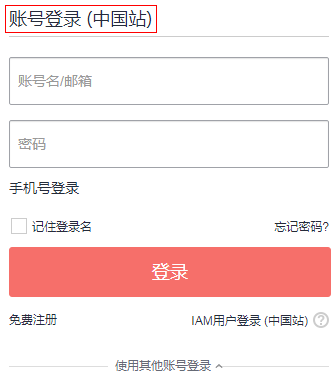 账号登录 (中国站)
账号名/邮箱
密码
手机号登录
记住登录名 忘记密码?
登录
免费注册 IAM用户登录 (中国站) ?
使用其他账号登录